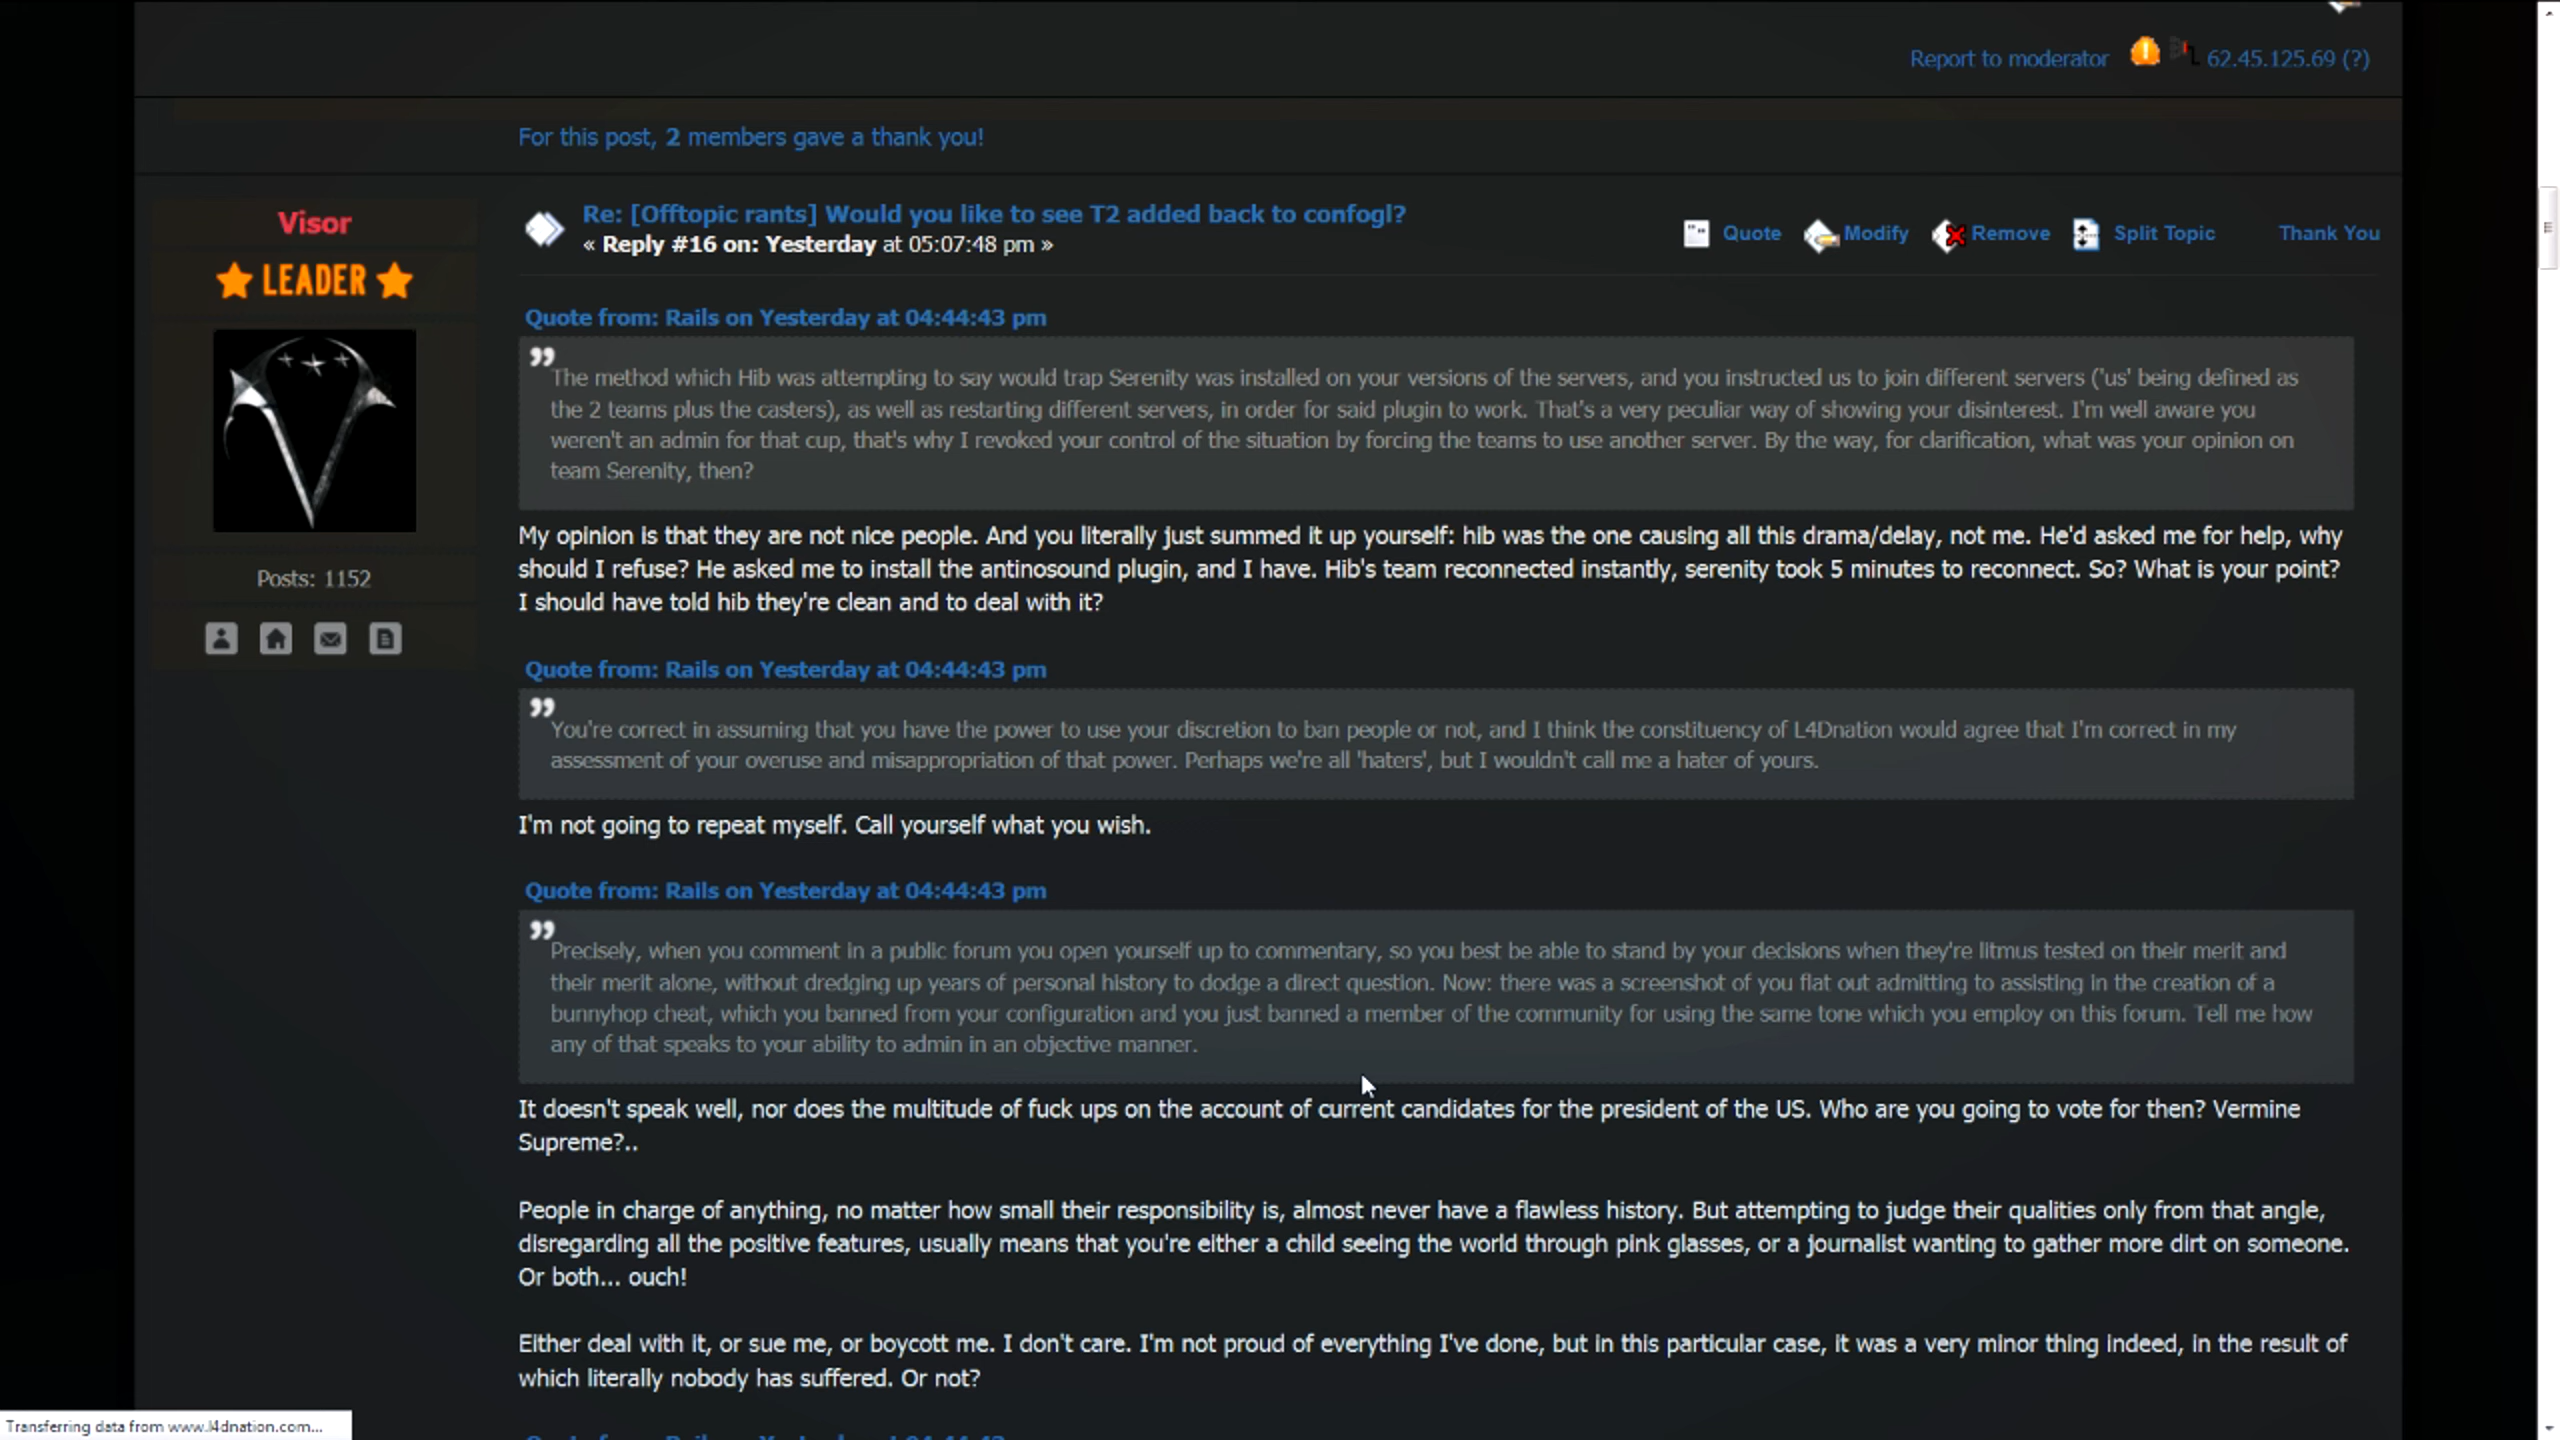 Report to moderator 62.45.125.69 (?)
For this post, 2 members gave a thank you!
Visor
LEADER
Posts: 1152
Re: [Offtopic rants] Would you like to see T2 added back to confogl?
« Reply #16 on: Yesterday at 05:07:48 pm »
Quote Modify Remove Split Topic Thank You
Quote from: Rails on Yesterday at 04:44:43 pm
The method which Hib was attempting to say would trap Serenity was installed on your versions of the servers, and you instructed us to join different servers ('us' being defined as
the 2 teams plus the casters), as well as restarting different servers, in order for said plugin to work. That's a very peculiar way of showing your disinterest. I'm well aware you
weren't an admin for that cup, that's why I revoked your control of the situation by forcing the teams to use another server. By the way, for clarification, what was your opinion on
team Serenity, then?
My opinion is that they are not nice people. And you literally just summed it up yourself: hib was the one causing all this drama/delay, not me. He'd asked me for help, why
should I refuse? He asked me to install the antinosound plugin, and I have. Hib's team reconnected instantly, serenity took 5 minutes to reconnect. So? What is your point?
I should have told hib they're clean and to deal with it?
Quote from: Rails on Yesterday at 04:44:43 pm
You're correct in assuming that you have the power to use your discretion to ban people or not, and I think the constituency of L4Dnation would agree that I'm correct in my
assessment of your overuse and misappropriation of that power. Perhaps we're all 'haters', but I wouldn't call me a hater of yours.
I'm not going to repeat myself. Call yourself what you wish.
Quote from: Rails on Yesterday at 04:44:43 pm
Precisely, when you comment in a public forum you open yourself up to commentary, so you best be able to stand by your decisions when they're litmus tested on their merit and
their merit alone, without dredging up years of personal history to dodge a direct question. Now: there was a screenshot of you flat out admitting to assisting in the creation of a
bunnyhop cheat, which you banned from your configuration and you just banned a member of the community for using the same tone which you employ on this forum. Tell me how
any of that speaks to your ability to admin in an objective manner.
It doesn't speak well, nor does the multitude of fuck ups on the account of current candidates for the president of the US. Who are you going to vote for then? Vermine
Supreme?..
People in charge of anything, no matter how small their responsibility is, almost never have a flawless history. But attempting to judge their qualities only from that angle,
disregarding all the positive features, usually means that you're either a child seeing the world through pink glasses, or a journalist wanting to gather more dirt on someone.
Or both... ouch!
Either deal with it, or sue me, or boycott me. I don't care. I'm not proud of everything I've done, but in this particular case, it was a very minor thing indeed, in the result of
which literally nobody has suffered. Or not?
Transferring data from www.l4dnation.com...